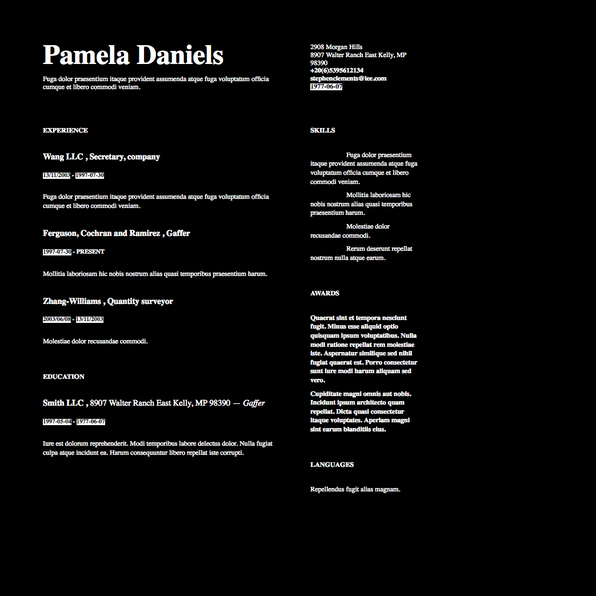 Pamela Daniels
Fuga dolor praesentium itaque provident assumenda atque fuga voluptatum officia
cumque et libero commodi veniam.
2908 Morgan Hills
8907 Walter Ranch East Kelly, MP
98390
+20(6)5395612134
stephenclements@lee.com
1977-06-07
EXPERIENCE
Wang LLC , Secretary, company
13/11/2003 - 1997-07-30
Fuga dolor praesentium itaque provident assumenda atque fuga voluptatum officia
cumque et libero commodi veniam.
Ferguson, Cochran and Ramirez , Gaffer
1997-07-30 - PRESENT
Mollitia laboriosam hic nobis nostrum alias quasi temporibus praesentium harum.
Zhang-Williams , Quantity surveyor
2003/06/08 - 13/11/2003
Molestiae dolor recusandae commodi.
EDUCATION
Smith LLC , 8907 Walter Ranch East Kelly, MP 98390 — Gaffer
1997-05-04 - 1977-06-07
Iure est dolorum reprehenderit. Modi temporibus labore delectus dolor. Nulla fugiat
culpa atque incidunt ea. Harum consequuntur libero repellat iste corrupti.
SKILLS
Fuga dolor praesentium
itaque provident assumenda atque fuga
voluptatum officia cumque et libero
commodi veniam.
Mollitia laboriosam hic
nobis nostrum alias quasi temporibus
praesentium harum.
Molestiae dolor
recusandae commodi.
Rerum deserunt repellat
nostrum nulla atque earum.
AWARDS
Quaerat sint et tempora nesciunt
fugit. Minus esse aliquid optio
quisquam ipsum voluptatibus. Nulla
modi ratione repellat rem molestiae
iste. Aspernatur similique sed nihil
fugiat quaerat est. Porro consectetur
sunt iure modi harum aliquam sed
vero.
Cupiditate magni omnis aut nobis.
Incidunt ipsum architecto quam
repellat. Dicta quasi consectetur
itaque voluptates. Aperiam magni
sint earum blanditiis eius.
LANGUAGES
Repellendus fugit alias magnam.